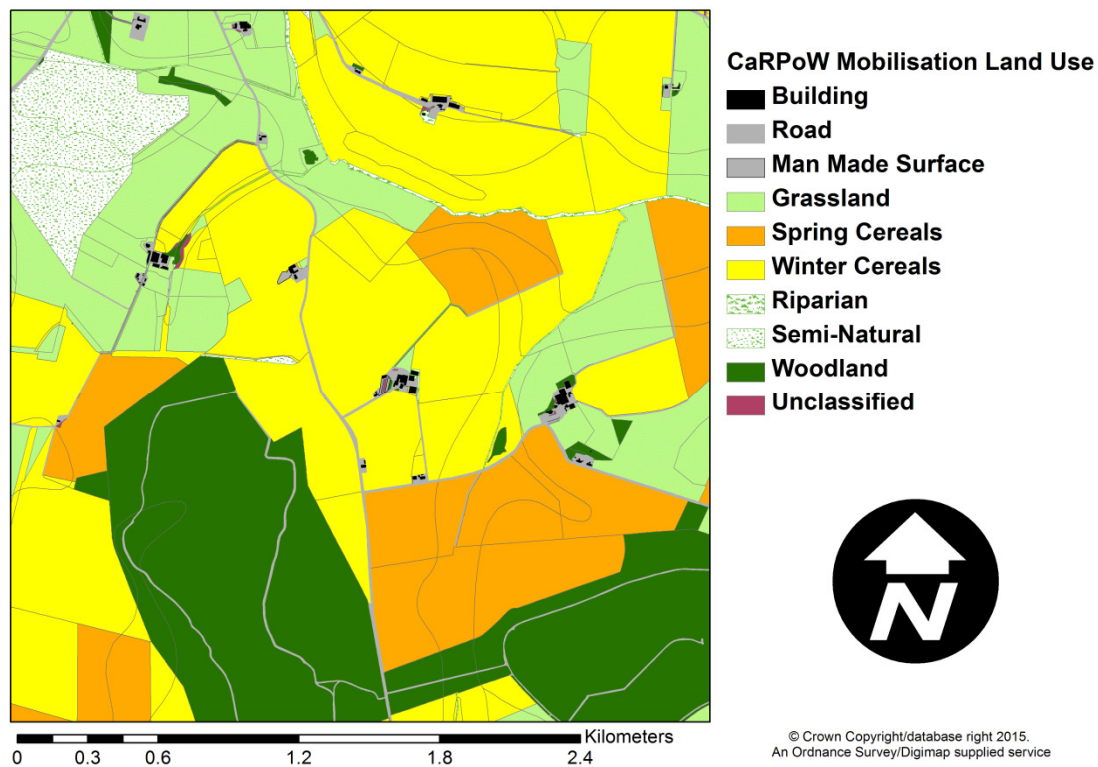 CaRPoW Mobilisation Land Use
Building
Road
Man Made Surface
Grassland
Spring Cereals
Winter Cereals
Riparian
Semi-Natural
Woodland
Unclassified
N
Kilometers
0 0.3 0.6 1.2 1.8 2.4
© Crown Copyright/database right 2015.
An Ordnance Survey/Digimap supplied service